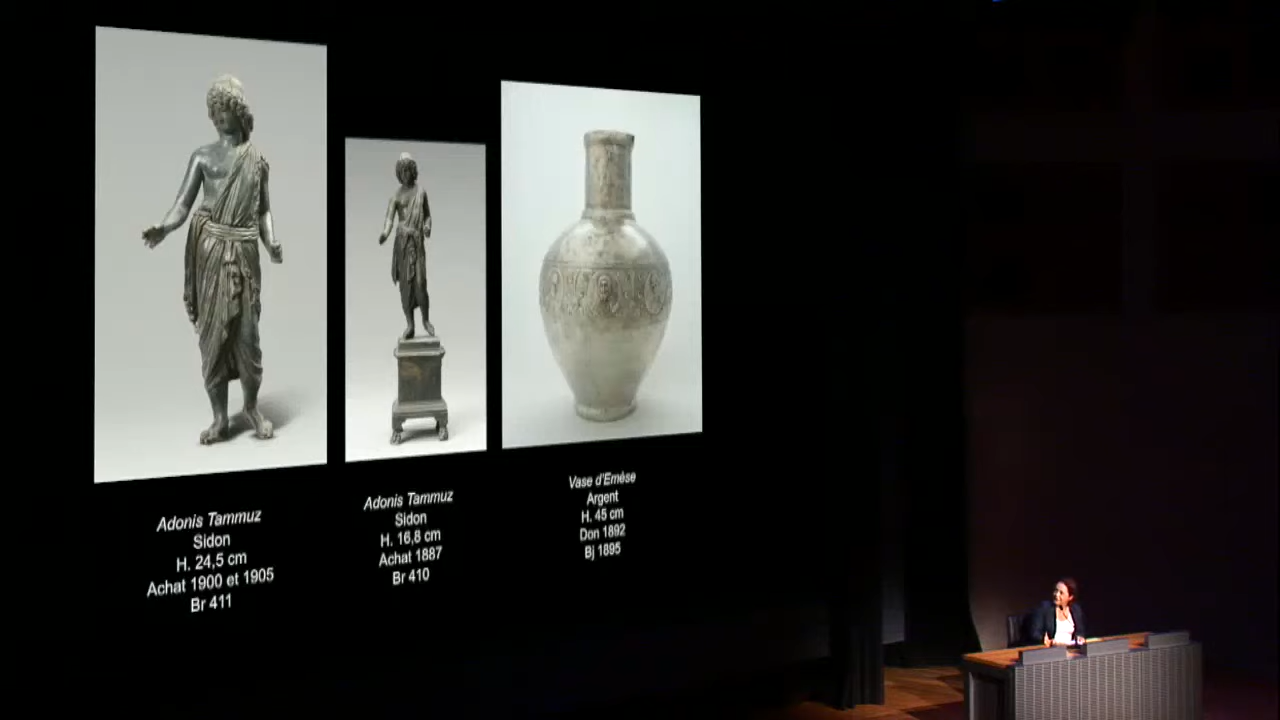 Adonis Tammuz
Sidon
H. 24,5 cm
Achat 1900 et 1905
Br 411
Adonis Tammuz
Sidon
H. 16,8 cm
Achat 1887
Br 410
Vase d'Emèse
Argent
H. 45 cm
Don 1892
Bj 1895